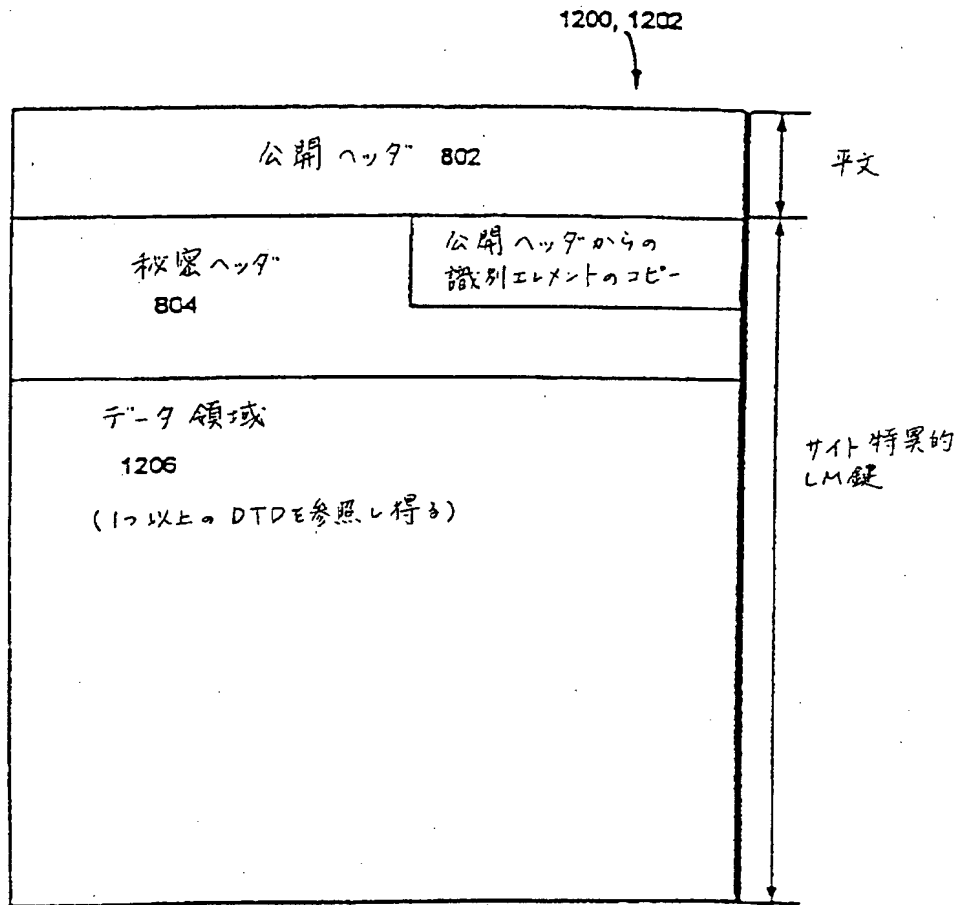 1200, 1202
公開ヘッダ 802
平文
秘密ヘッダ
804
公開ヘッダからの
識別エレメントのコピー
データ領域
1206
(1つ以上のDTDを参照し得る)
サイト特異的
LM鍵